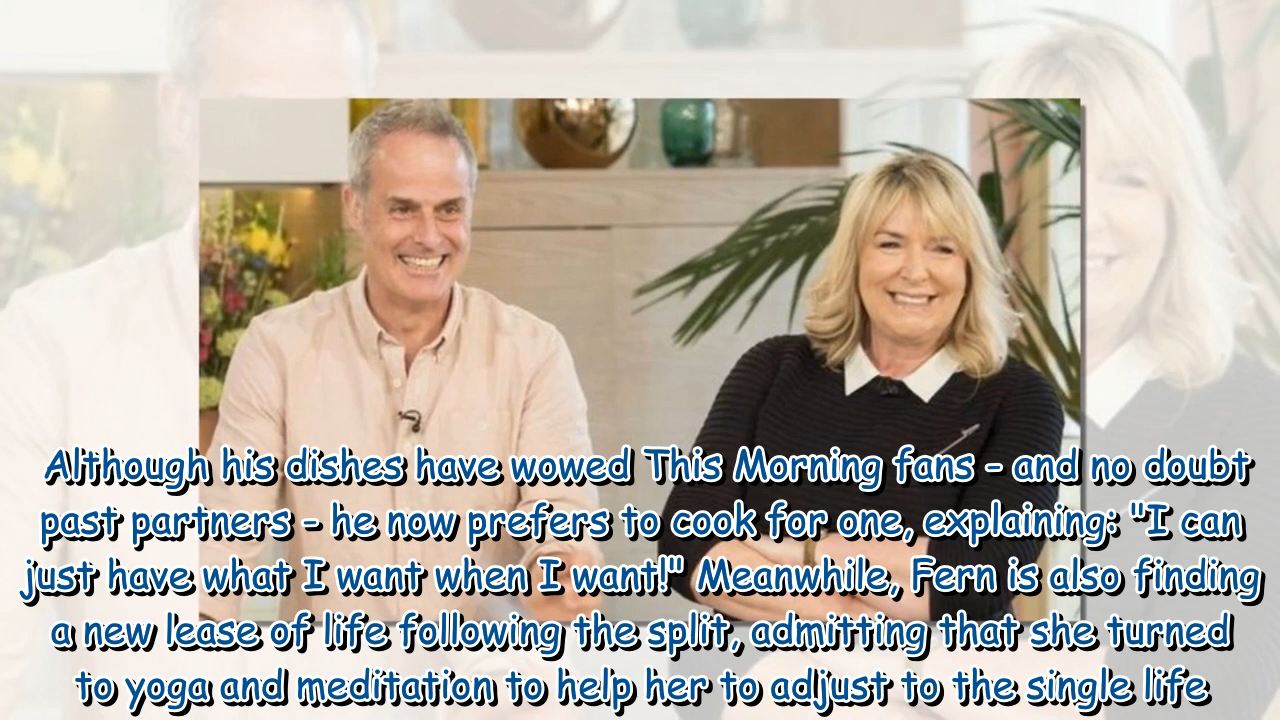 Although his dishes have wowed This Morning fans - and no doubt
past partners - he now prefers to cook for one, explaining: "I can
just have what I want when I want!" Meanwhile, Fern is also finding
a new lease of life following the split, admitting that she turned
to yoga and meditation to help her to adjust to the single life